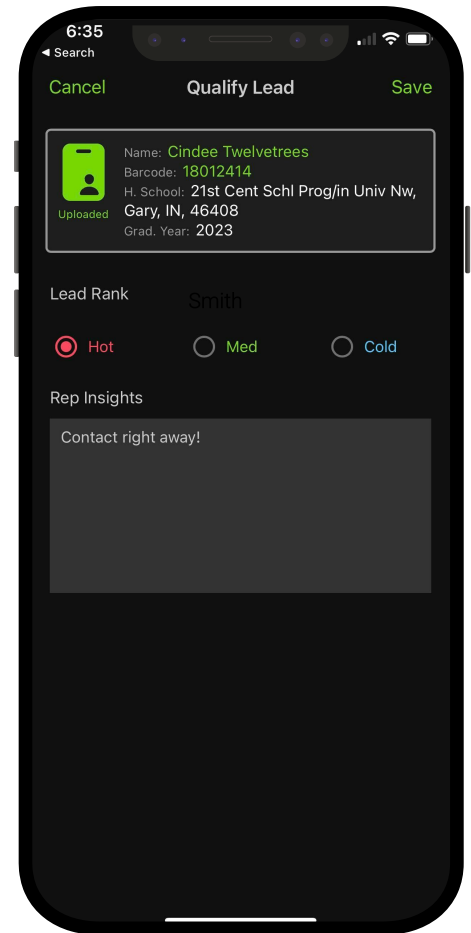 6:35
◀ Search
Cancel Qualify Lead Save
Name: Cindee Twelvetrees
Barcode: 18012414
H. School: 21st Cent Schl Prog/in Univ Nw,
Gary, IN, 46408
Grad. Year: 2023
Uploaded
Lead Rank
Smith
Hot Med Cold
Rep Insights
Contact right away!